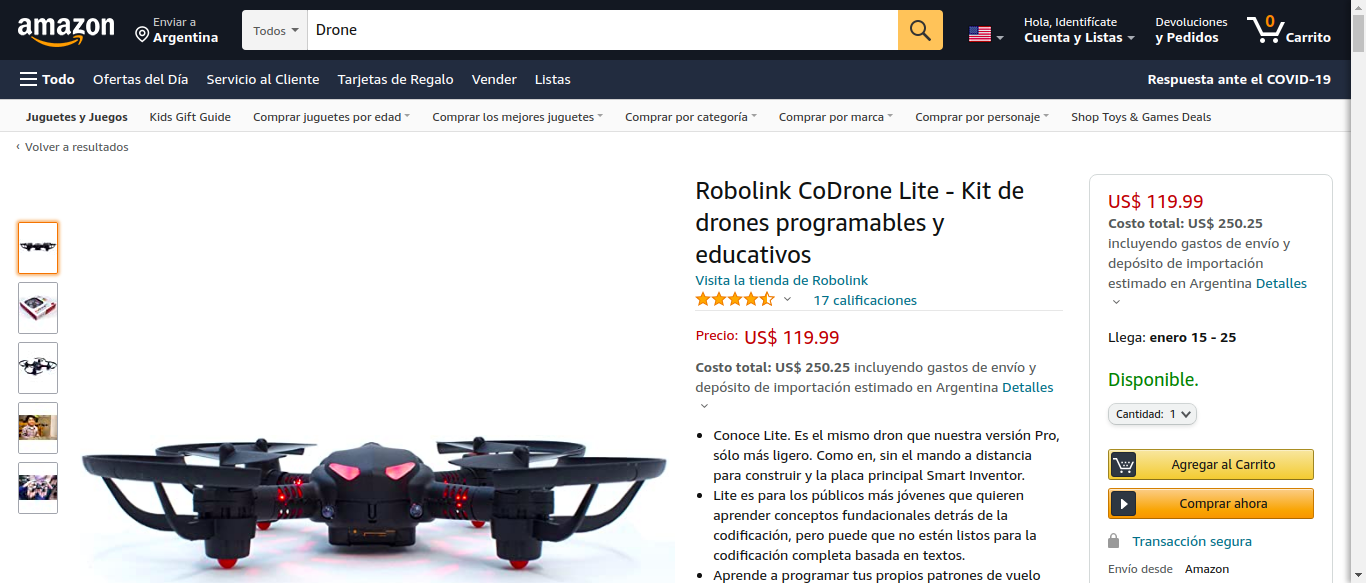 amazon
Enviar a
Argentina
Todos
Drone
Hola, Identifícate
Cuenta y Listas
Devoluciones
y Pedidos
0
Carrito
Todo
Ofertas del Día
Servicio al Cliente
Tarjetas de Regalo
Vender
Listas
Respuesta ante el COVID-19
Juguetes y Juegos
Kids Gift Guide
Comprar juguetes por edad
Comprar los mejores juguetes
Comprar por categoría
Comprar por marca
Comprar por personaje
Shop Toys & Games Deals
‹ Volver a resultados
Robolink CoDrone Lite - Kit de
drones programables y
educativos
Visita la tienda de Robolink
17 calificaciones
Precio: US$ 119.99
Costo total: US$ 250.25 incluyendo gastos de envío y
depósito de importación estimado en Argentina Detalles
• Conoce Lite. Es el mismo dron que nuestra versión Pro,
sólo más ligero. Como en, sin el mando a distancia
para construir y la placa principal Smart Inventor.
• Lite es para los públicos más jóvenes que quieren
aprender conceptos fundacionales detrás de la
codificación, pero puede que no estén listos para la
codificación completa basada en textos.
• Aprende a programar tus propios patrones de vuelo
US$ 119.99
Costo total: US$ 250.25
incluyendo gastos de envío y
depósito de importación
estimado en Argentina Detalles
Llega: enero 15 - 25
Disponible.
Cantidad: 1
Agregar al Carrito
Comprar ahora
Transacción segura
Envío desde Amazon